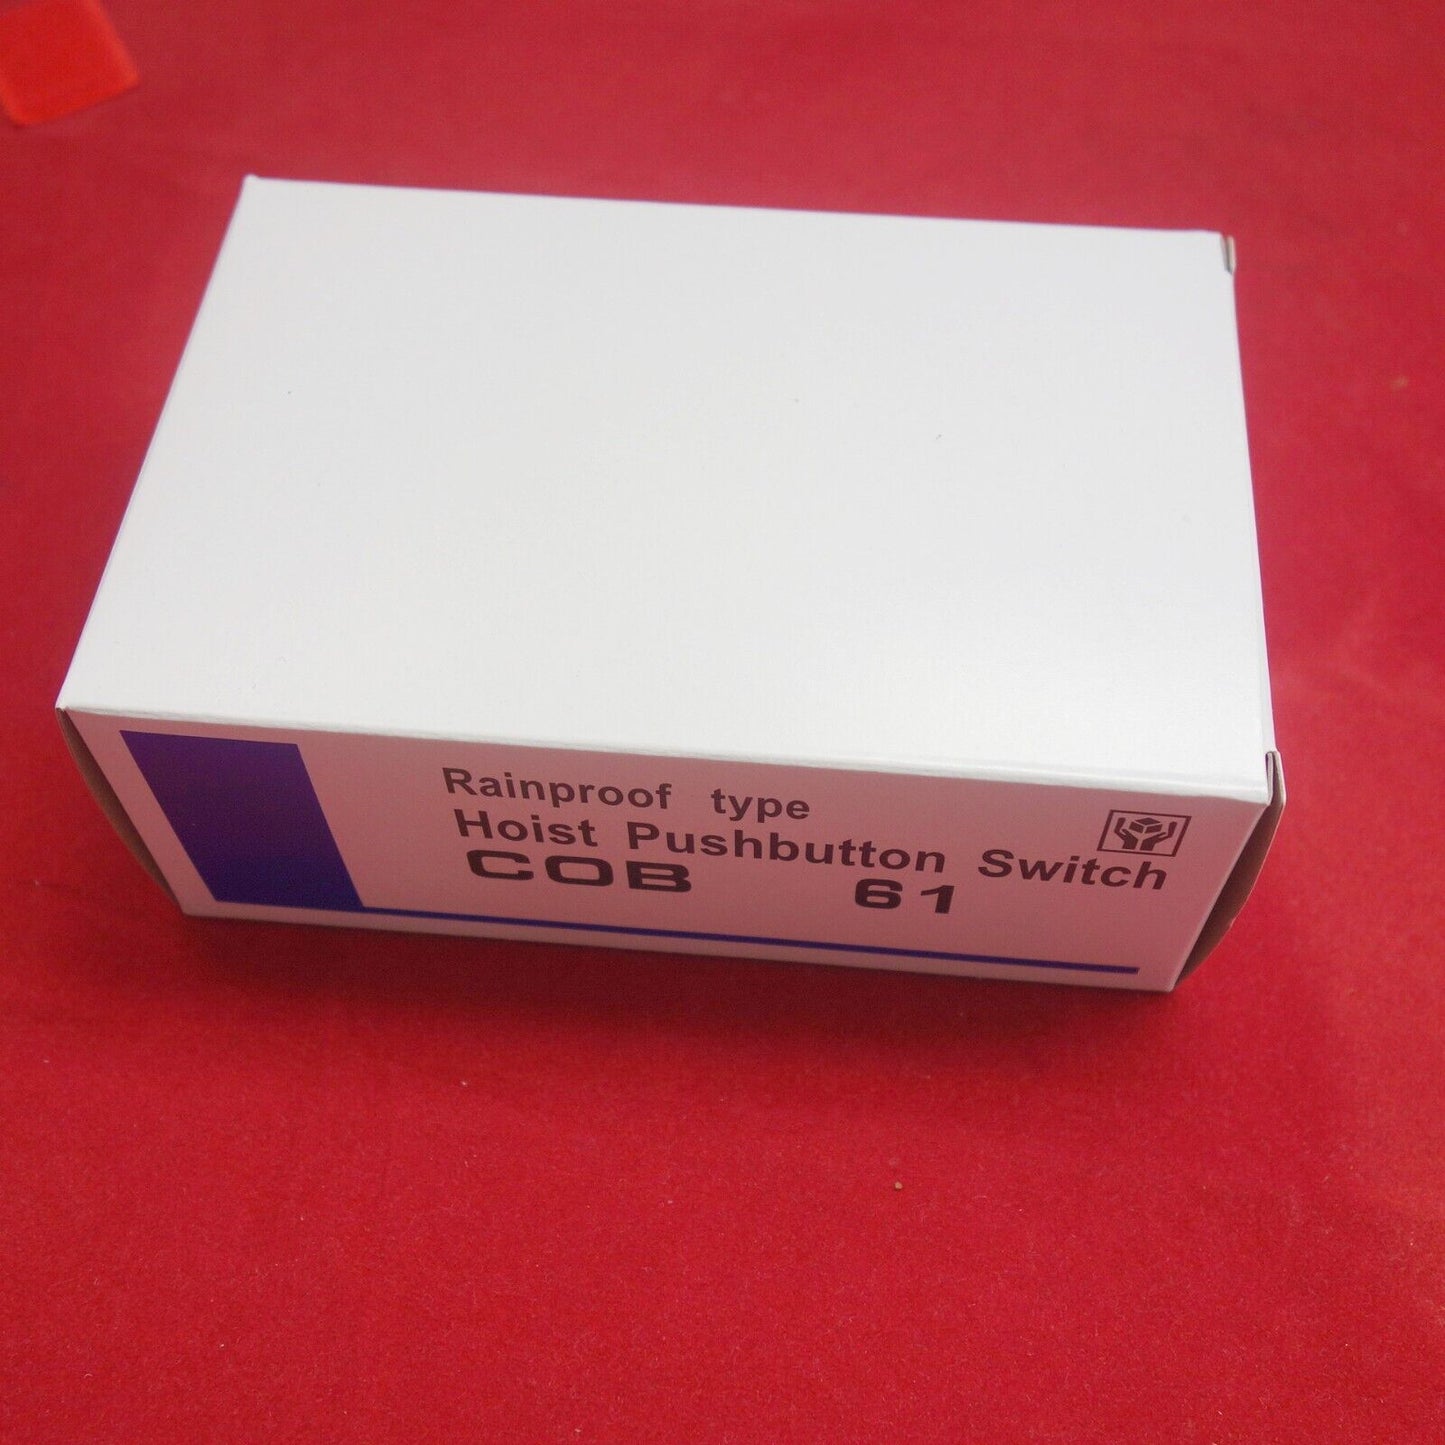 Rainproof type
Hoist Pushbutton Switch
COB 61